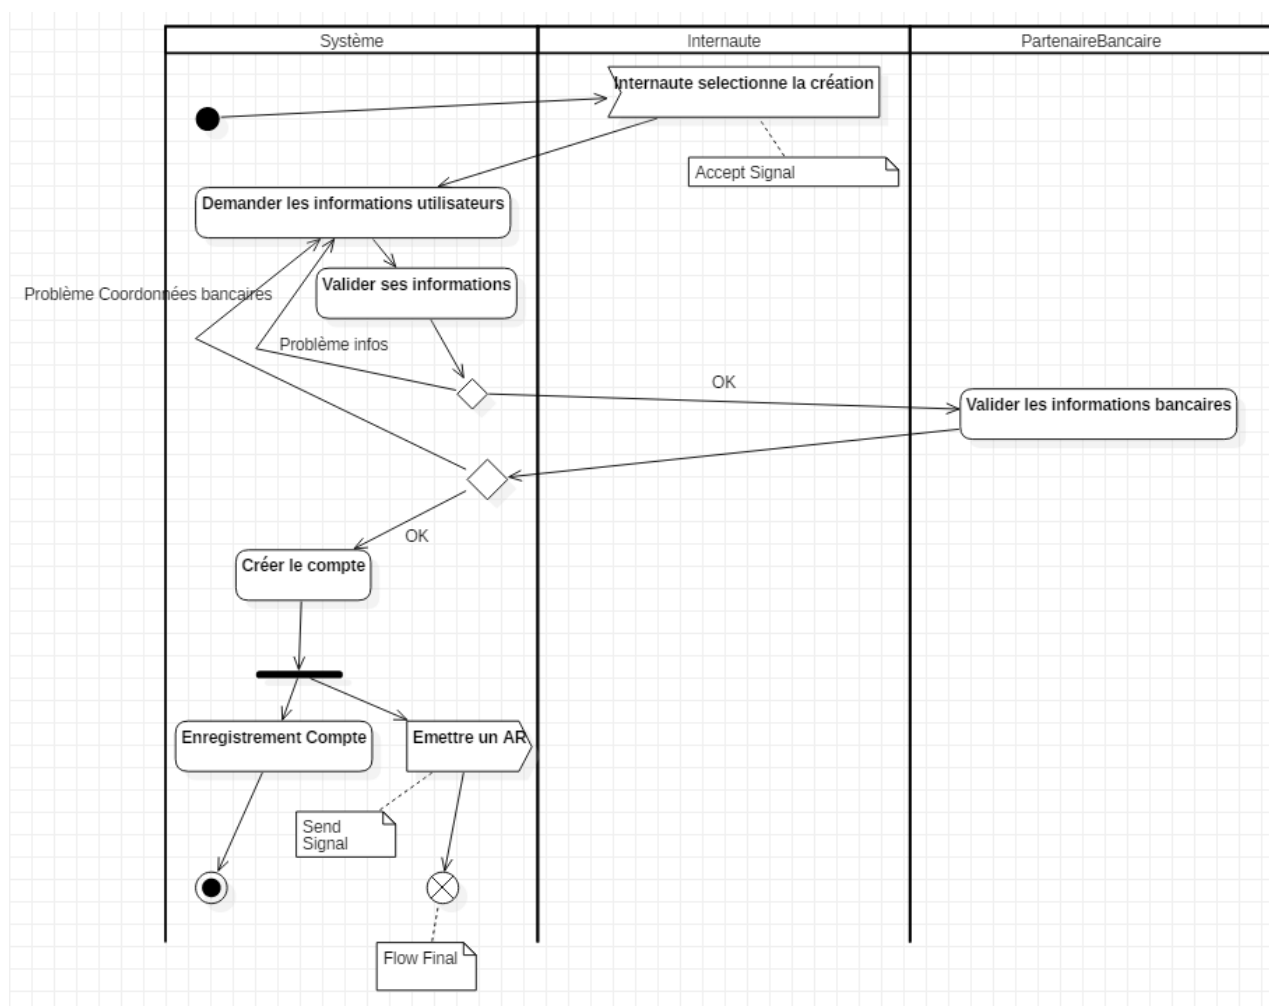 Système
Internaute
PartenaireBancaire
Internaute selectionne la création
Accept Signal
Demander les informations utilisateurs
Valider ses informations
Problème Coordonnées bancaires
Problème infos
OK
Valider les informations bancaires
OK
Créer le compte
Enregistrement Compte
Emettre un AR
Send
Signal
Flow Final